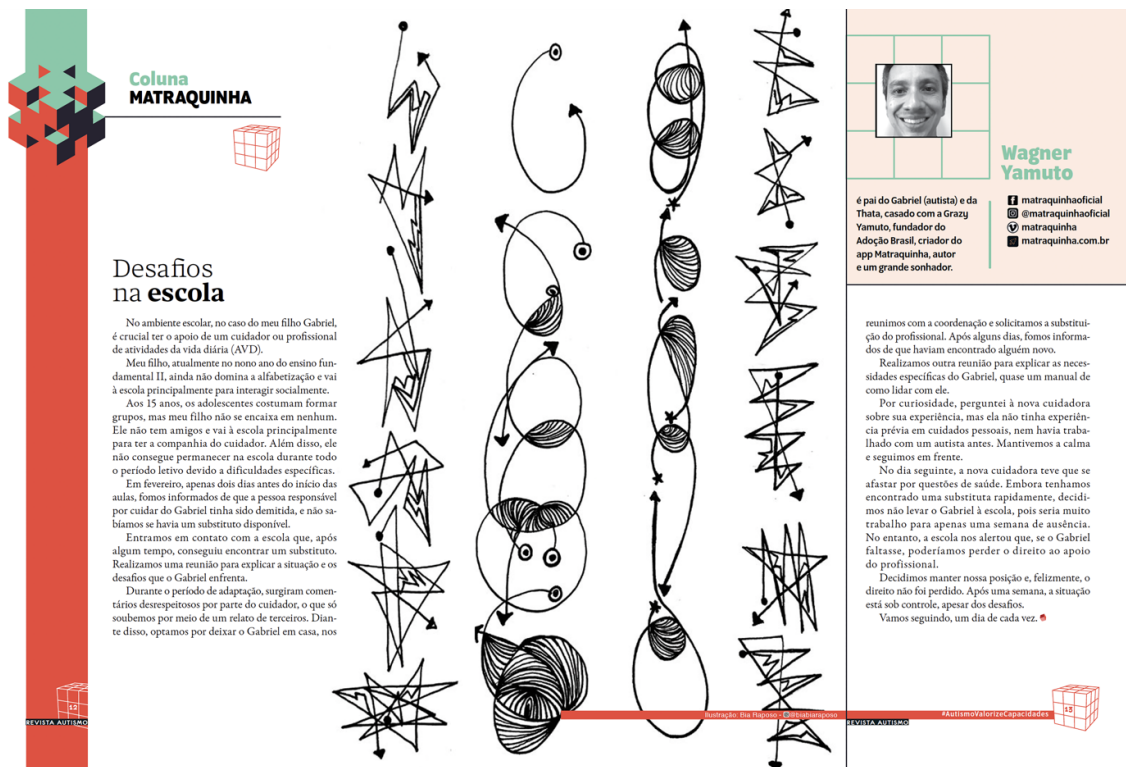 Coluna
MATRAQUINHA
Desafios
na escola
No ambiente escolar, no caso do meu filho Gabriel,
é crucial ter o apoio de um cuidador ou profissional
de atividades da vida diária (AVD).
Meu filho, atualmente no nono ano do ensino fun-
damental II, ainda não domina a alfabetização e vai
à escola principalmente para interagir socialmente.
Aos 15 anos, os adolescentes costumam formar
grupos, mas meu filho não se encaixa em nenhum.
Ele não tem amigos e vai à escola principalmente
para ter a companhia do cuidador. Além disso, ele
não consegue permanecer na escola durante todo
o período letivo devido a dificuldades específicas.
Em fevereiro, apenas dois dias antes do início das
aulas, fomos informados de que a pessoa responsável
por cuidar do Gabriel tinha sido demitida, e não sa-
bíamos se havia um substituto disponível.
Entramos em contato com a escola que, após
algum tempo, conseguiu encontrar um substituto.
Realizamos uma reunião para explicar a situação e os
desafios que o Gabriel enfrenta.
Durante o período de adaptação, surgiram comen-
tários desrespeitosos por parte do cuidador, o que só
soubemos por meio de um relato de terceiros. Dian-
te disso, optamos por deixar o Gabriel em casa, nos
12
REVISTA AUTISMO
Ilustração: Bia Raposo - @biabiaraposo
Wagner
Yamuto
é pai do Gabriel (autista) e da
Thata, casado com a Grazy
Yamuto, fundador do
Adoção Brasil, criador do
app Matraquinha, autor
e um grande sonhador.
matraquinhaoficial
@matraquinhaoficial
matraquinha
matraquinha.com.br
reunimos com a coordenação e solicitamos a substitui-
ção do profissional. Após alguns dias, fomos informa-
dos de que haviam encontrado alguém novo.
Realizamos outra reunião para explicar as neces-
sidades específicas do Gabriel, quase um manual de
como lidar com ele.
Por curiosidade, perguntei à nova cuidadora
sobre sua experiência, mas ela não tinha experiên-
cia prévia em cuidados pessoais, nem havia traba-
lhado com um autista antes. Mantivemos a calma
e seguimos em frente.
No dia seguinte, a nova cuidadora teve que se
afastar por questões de saúde. Embora tenhamos
encontrado uma substituta rapidamente, decidi-
mos não levar o Gabriel à escola, pois seria muito
trabalho para apenas uma semana de ausência.
No entanto, a escola nos alertou que, se o Gabriel
faltasse, poderíamos perder o direito ao apoio
do profissional.
Decidimos manter nossa posição e, felizmente, o
direito não foi perdido. Após uma semana, a situação
está sob controle, apesar dos desafios.
Vamos seguindo, um dia de cada vez.
REVISTA AUTISMO
#AutismoValorizeCapacidades
13